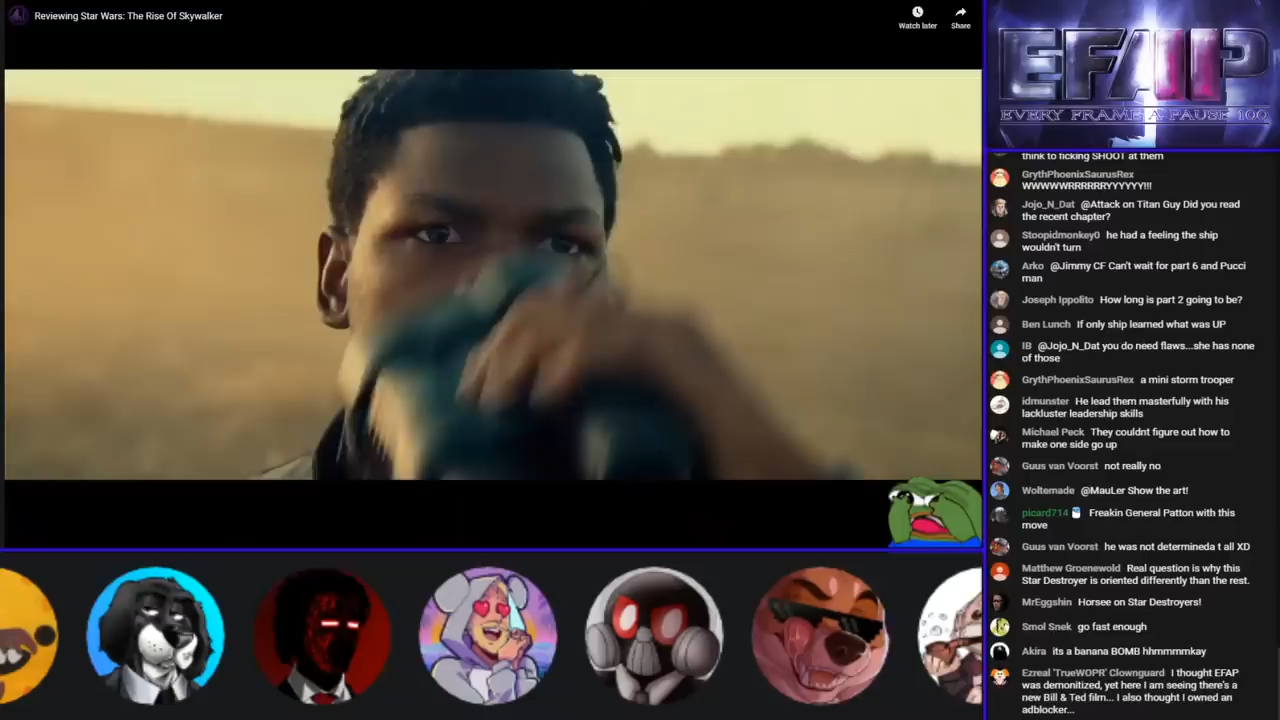 Reviewing Star Wars: The Rise Of Skywalker
Watch later
Share
EFAP
EVERY FRAME A PAUSE 100
think to ficking SHOOT at them
GrythPhoenixSaurusRex
WWWWWRRRRRRYYYYYY!!!
Jojo_N_Dat @Attack on Titan Guy Did you read
the recent chapter?
Stoopidmonkey0 he had a feeling the ship
wouldn't turn
Arko @Jimmy CF Can't wait for part 6 and Pucci
man
Joseph Ippolito How long is part 2 going to be?
Ben Lunch If only ship learned what was UP
IB @Jojo_N_Dat you do need flaws...she has none
of those
GrythPhoenixSaurusRex a mini storm trooper
idmunster He lead them masterfully with his
lackluster leadership skills
Michael Peck They couldnt figure out how to
make one side go up
Guus van Voorst not really no
Woltemade @MauLer Show the art!
picard714 Freakin General Patton with this
move
Guus van Voorst he was not determineda t all XD
Matthew Groenewold Real question is why this
Star Destroyer is oriented differently than the rest.
MrEggshin Horsee on Star Destroyers!
Smol Snek go fast enough
Akira its a banana BOMB hhmmmmkay
Ezreal 'TrueWOPR' Clownguard I thought EFAP
was demonitized, yet here I am seeing there's a
new Bill & Ted film... I also thought I owned an
adblocker...